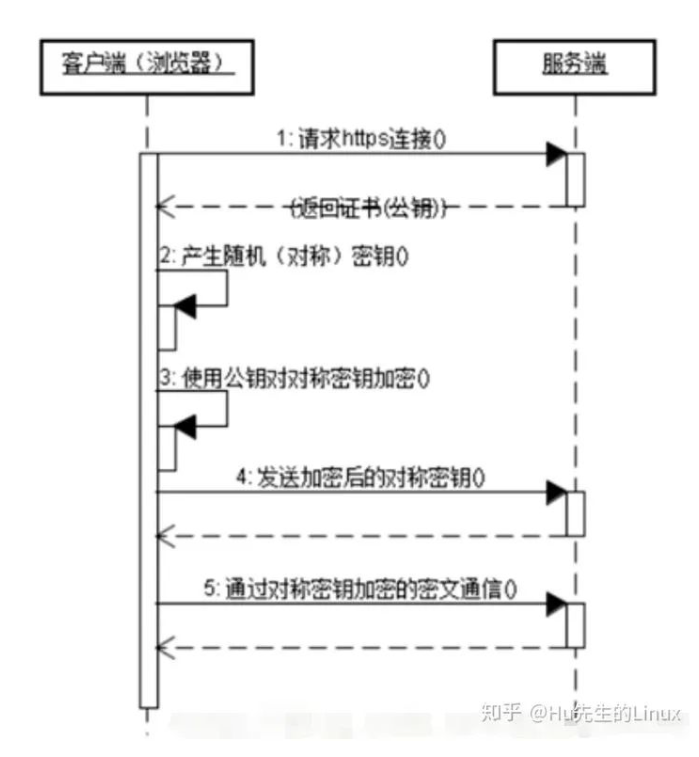 客户端（浏览器）
服务端
1: 请求https连接()
(返回证书(公钥))
2: 产生随机（对称）密钥()
3: 使用公钥对对称密钥加密()
4: 发送加密后的对称密钥()
5: 通过对称密钥加密的密文通信()
知乎 @Hu先生的Linux